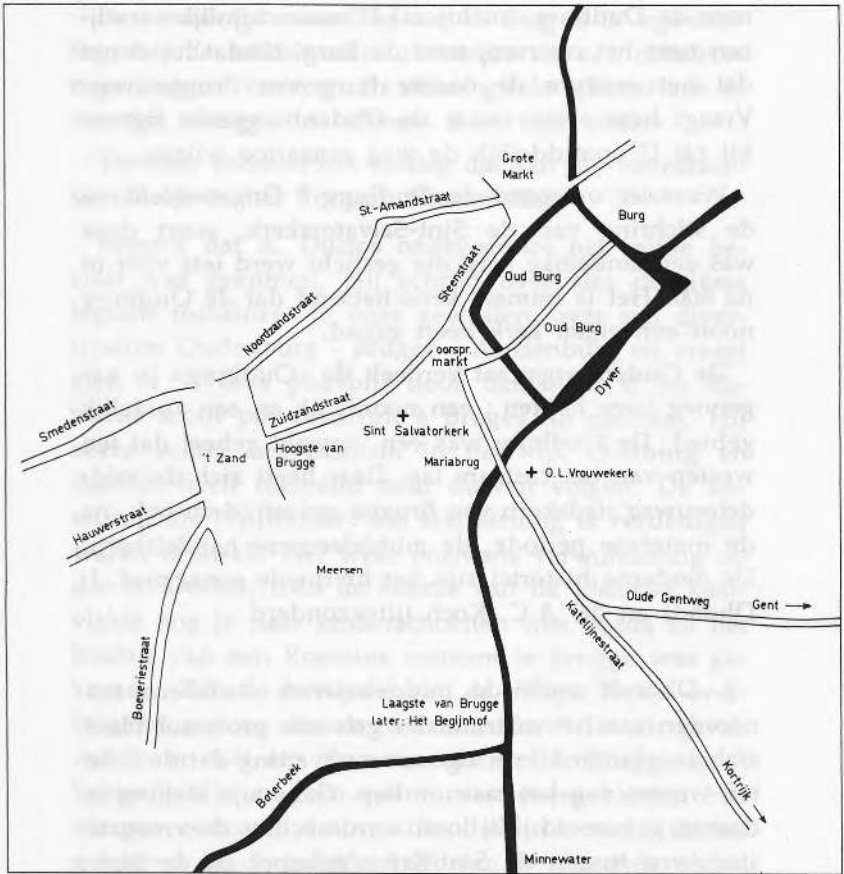 Grote
Markt
St.-Amandstraat
Burg
Steenstraat
Oud Burg
Noordzandstraat
Oud Burg
oorspr.
markt
Dyver
Zuidzandstraat
Smedenstraat
Sint Salvatorkerk
't Zand
Hoogste van
Brugge
Mariabrug
O.L.Vrouwekerk
Hauwerstraat
Meersen
Oude Gentweg
Gent
Katelijnestraat
Boeveriestraat
Laagste van Brugge
later: Het Begijnhof
Boterbeek
Kortrijk
Minnewater